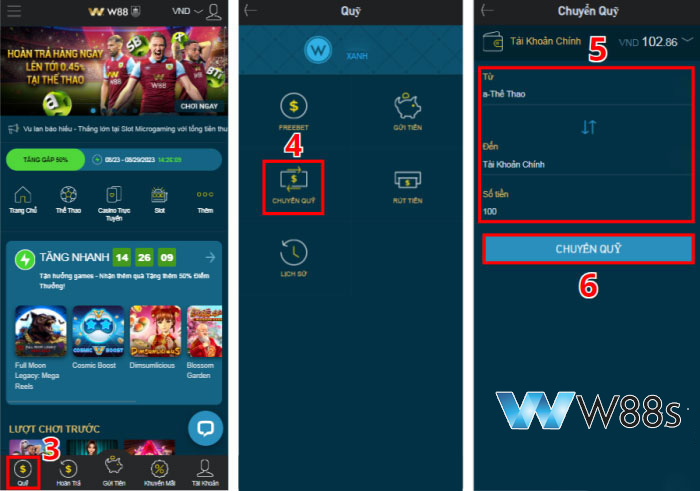 W88
VND
HOÀN TRẢ HÀNG NGÀY
LÊN TỚI 0.45%
TẠI THỂ THAO
W88
CHƠI NGAY
Vu lan báo hiếu - Thắng lớn tại Slot Microgaming với tổng tiền thư
TĂNG GẤP 50%
08/23 - 08/29/2023 14:26:09
Trang Chủ
Thể Thao
Casino Trực Tuyến
Slot
Thêm
TĂNG NHANH 14 26 09
Tận hưởng games - Nhận thêm quà Tặng thêm 50% Điểm
Thưởng!
Full Moon
Legacy: Mega
Reels
Cosmic Boost
Dimsumlicious
Blossom
Garden
LƯỢT CHƠI TRƯỚC
3
Quỹ
Hoàn Trả
Gửi Tiền
Khuyến Mãi
Tài Khoản
Quỹ
W
XANH
FREEBET
GỬI TIỀN
4
CHUYỂN QUỸ
RÚT TIỀN
LỊCH SỬ
Chuyển Quỹ
Tài Khoản Chính
5
VND 102.86
Từ
a-Thể Thao
Đến
Tài Khoản Chính
Số tiền
100
CHUYỂN QUỸ
6
W88s